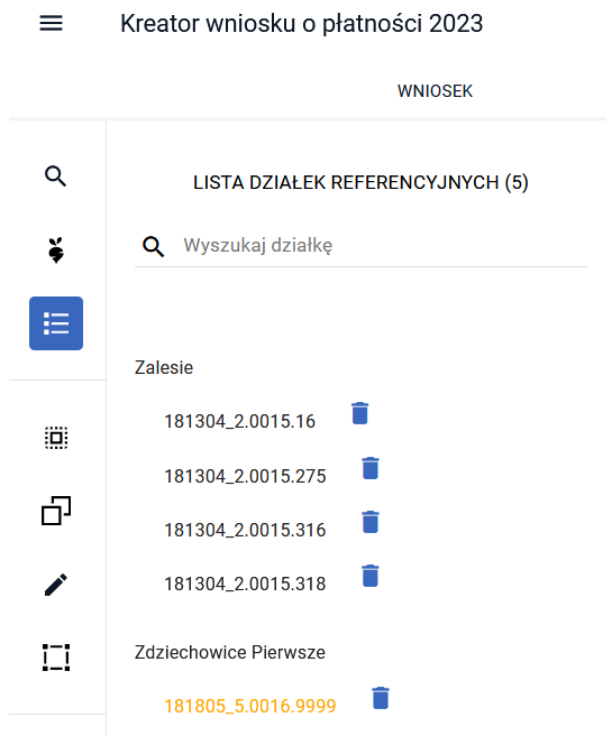 Kreator wniosku o płatności 2023
WNIOSEK
LISTA DZIAŁEK REFERENCYJNYCH (5)
Wyszukaj działkę
Zalesie
181304_2.0015.16
181304_2.0015.275
181304_2.0015.316
181304_2.0015.318
Zdziechowice Pierwsze
181805_5.0016.9999